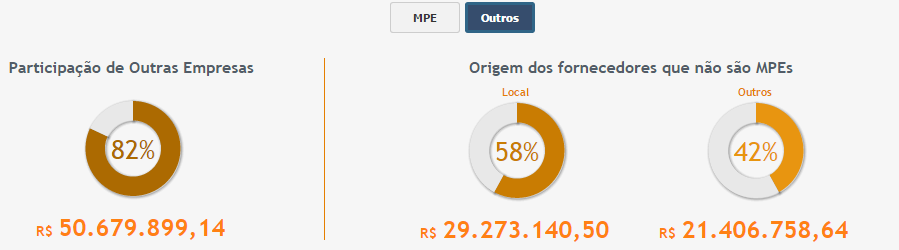 MPE
Outros
Participação de Outras Empresas
82%
R$ 50.679.899,14
Origem dos fornecedores que não são MPEs
Local
58%
R$ 29.273.140,50
Outros
42%
R$ 21.406.758,64